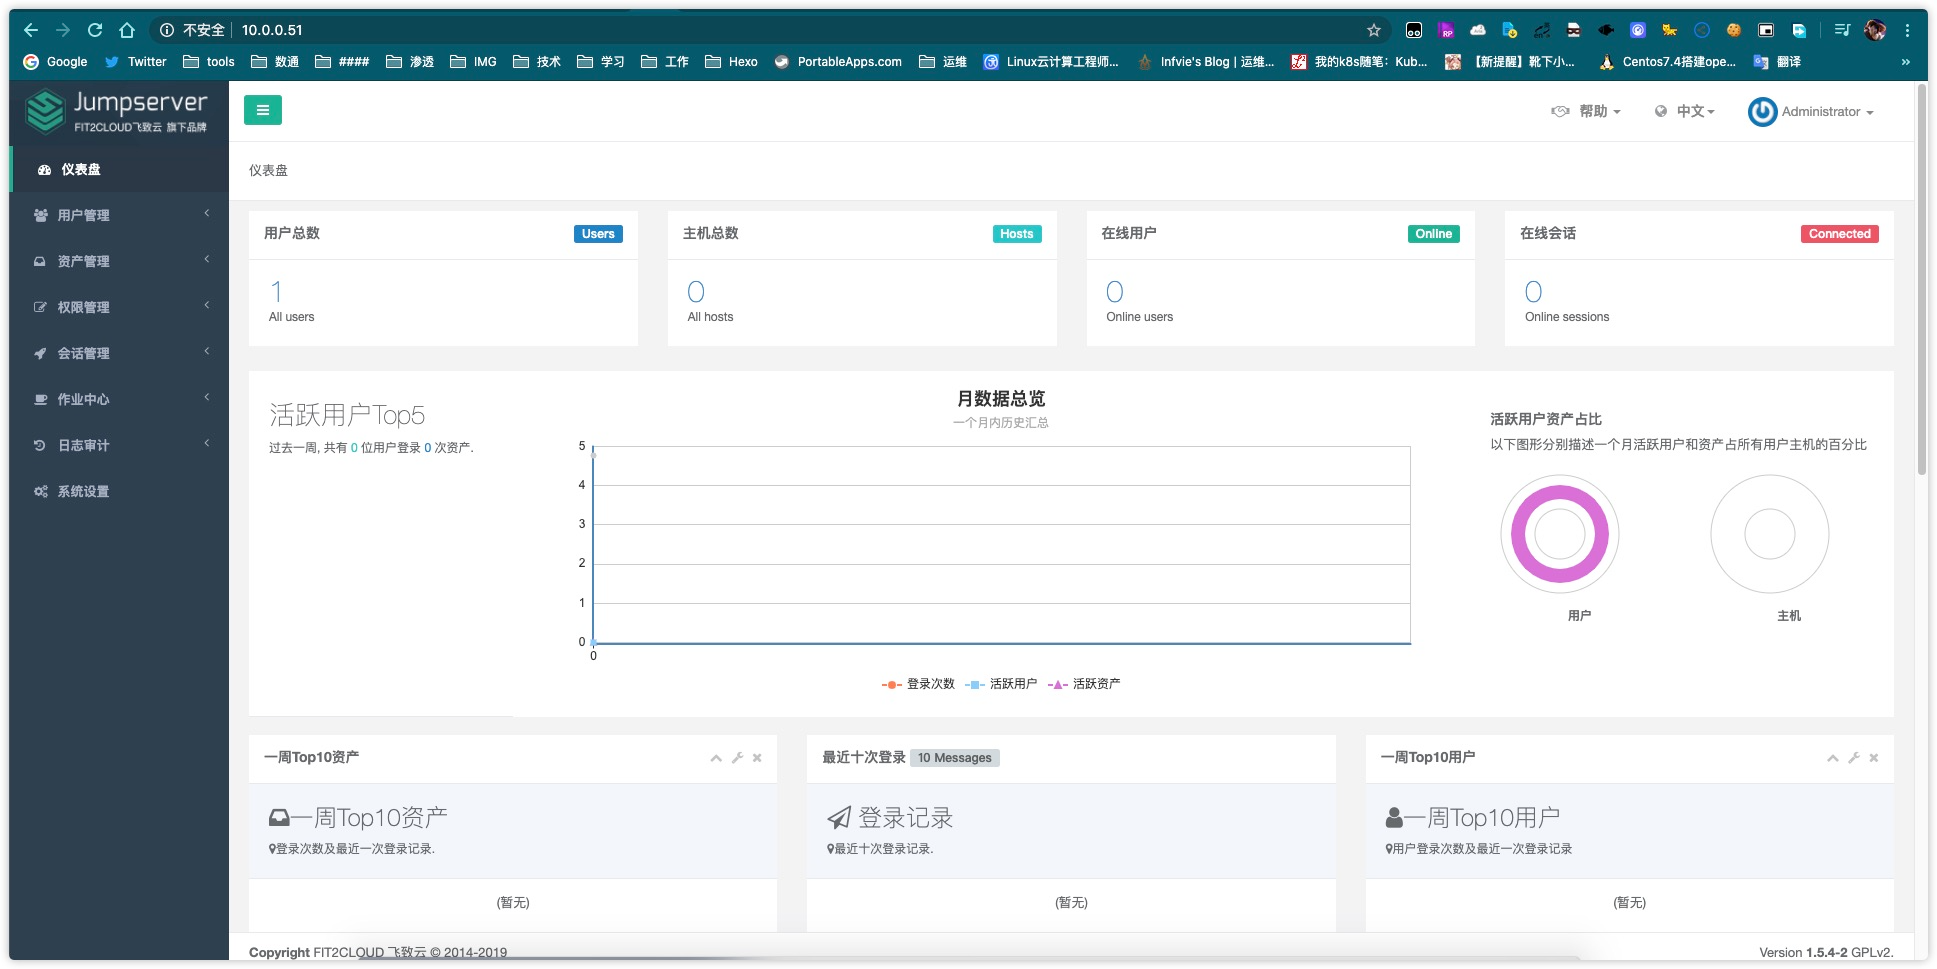 不安全 10.0.0.51
Google Twitter tools 数通 #### 渗透 IMG 技术 学习 工作 Hexo PortableApps.com 运维 Linux云计算工程师... Infvie's Blog | 运维... 我的k8s随笔：Kub... 【新提醒】靴下小... Centos7.4搭建ope... 翻译 »
Jumpserver
FIT2CLOUD飞致云 旗下品牌
帮助 中文 Administrator
仪表盘
用户管理
资产管理
权限管理
会话管理
作业中心
日志审计
系统设置
仪表盘
用户总数 Users
1
All users
主机总数 Hosts
0
All hosts
在线用户 Online
0
Online users
在线会话 Connected
0
Online sessions
活跃用户Top5
过去一周, 共有 0 位用户登录 0 次资产.
月数据总览
一个月内历史汇总
5
4
3
2
1
0
0
登录次数 活跃用户 活跃资产
活跃用户资产占比
以下图形分别描述一个月活跃用户和资产占所有用户主机的百分比
用户 主机
一周Top10资产
一周Top10资产
登录次数及最近一次登录记录.
(暂无)
最近十次登录 10 Messages
登录记录
最近十次登录记录.
(暂无)
一周Top10用户
一周Top10用户
用户登录次数及最近一次登录记录
(暂无)
Copyright FIT2CLOUD 飞致云 © 2014-2019
Version 1.5.4-2 GPLv2.